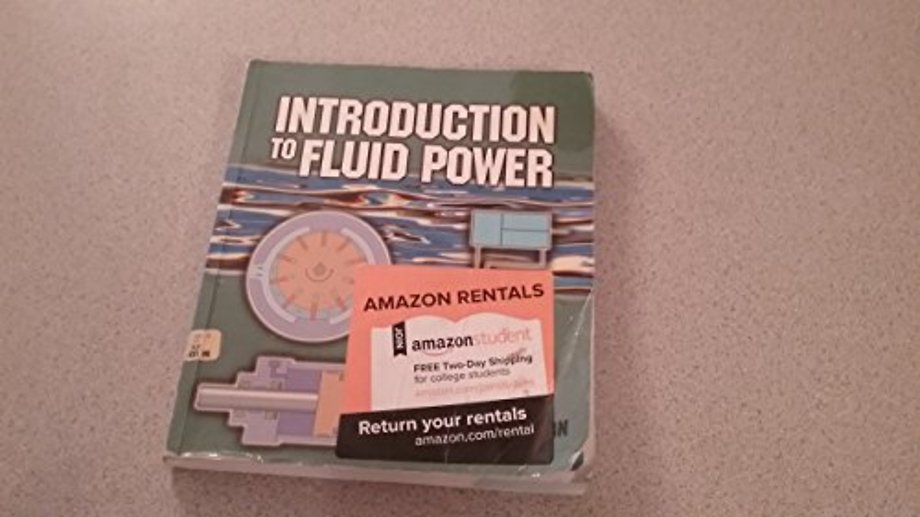 INTRODUCTION
TO FLUID POWER
AMAZON RENTALS
JOIN
amazonstudent
FREE Two-Day Shipping
for college students
Return your rentals
amazon.com/rental